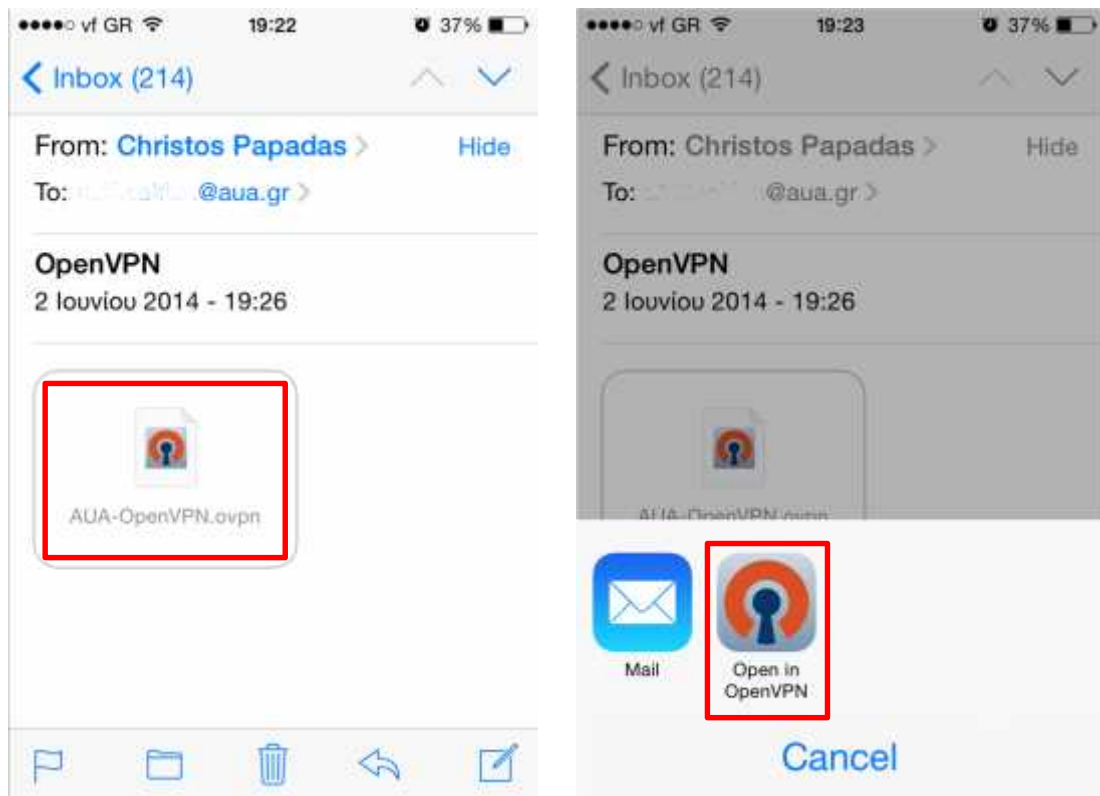 vf GR 19:22 37%
Inbox (214)
From: Christos Papadas Hide
To: @aua.gr
OpenVPN
2 Ιουνίου 2014 - 19:26
AUA-OpenVPN.ovpn
vf GR 19:23 37%
Inbox (214)
From: Christos Papadas Hide
To: @aua.gr
OpenVPN
2 Ιουνίου 2014 - 19:26
AUA-OpenVPN.ovpn
Mail
Open in
OpenVPN
Cancel